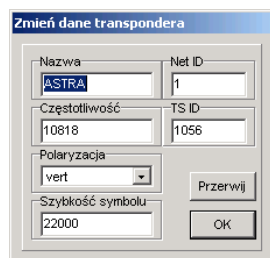 Zmień dane transpondera
Nazwa
Net ID
ASTRA
1
Częstotliwość
TS ID
10818
1056
Polaryzacja
vert
Przerwij
Szybkość symbolu
22000
OK